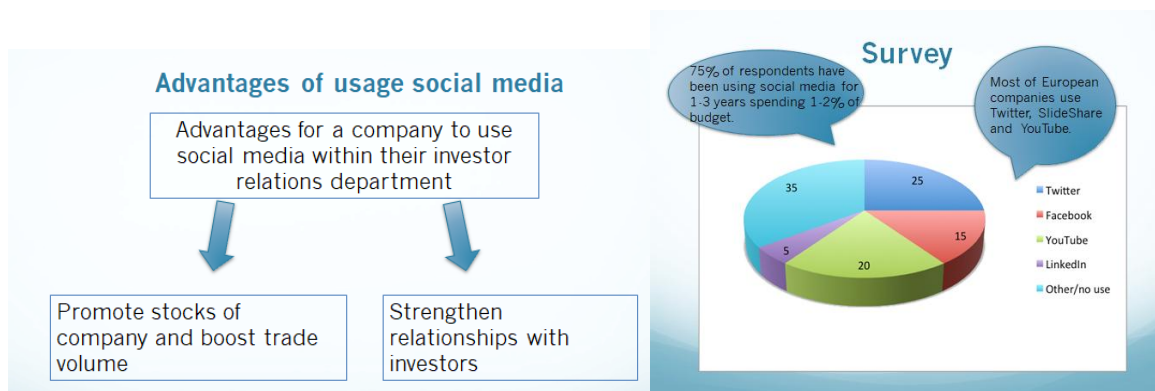 Advantages of usage social media
Advantages for a company to use
social media within their investor
relations department
Promote stocks of
company and boost trade
volume
Strengthen
relationships with
investors
Survey
75% of respondents have
been using social media for
1-3 years spending 1-2% of
budget.
Most of European
companies use
Twitter, SlideShare
and YouTube.
35
25
15
20
5
Twitter
Facebook
YouTube
LinkedIn
Other/no use